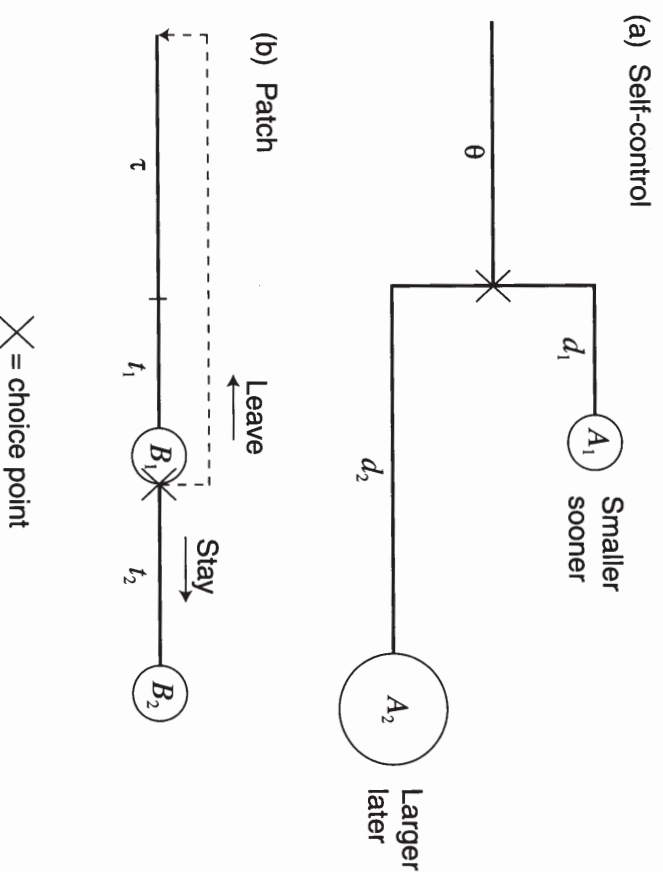 (a) Self-control
θ
d₁
A₁
Smaller
sooner
d₂
A₂
Larger
later
(b) Patch
Leave
Stay
τ
t₁
B₁
t₂
B₂
= choice point